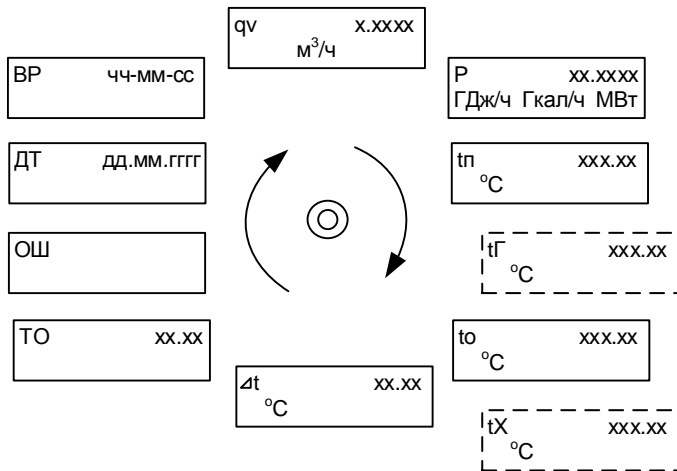 qv x.xxxx
м³/ч
P xx.xxxx
ГДж/ч Гкал/ч МВт
tп xxx.xx
°C
tГ xxx.xx
°C
to xxx.xx
°C
tX xxx.xx
°C
⊿t xx.xx
°C
ТО xx.xx
ОШ
ДТ дд.мм.гггг
ВР чч-мм-сс